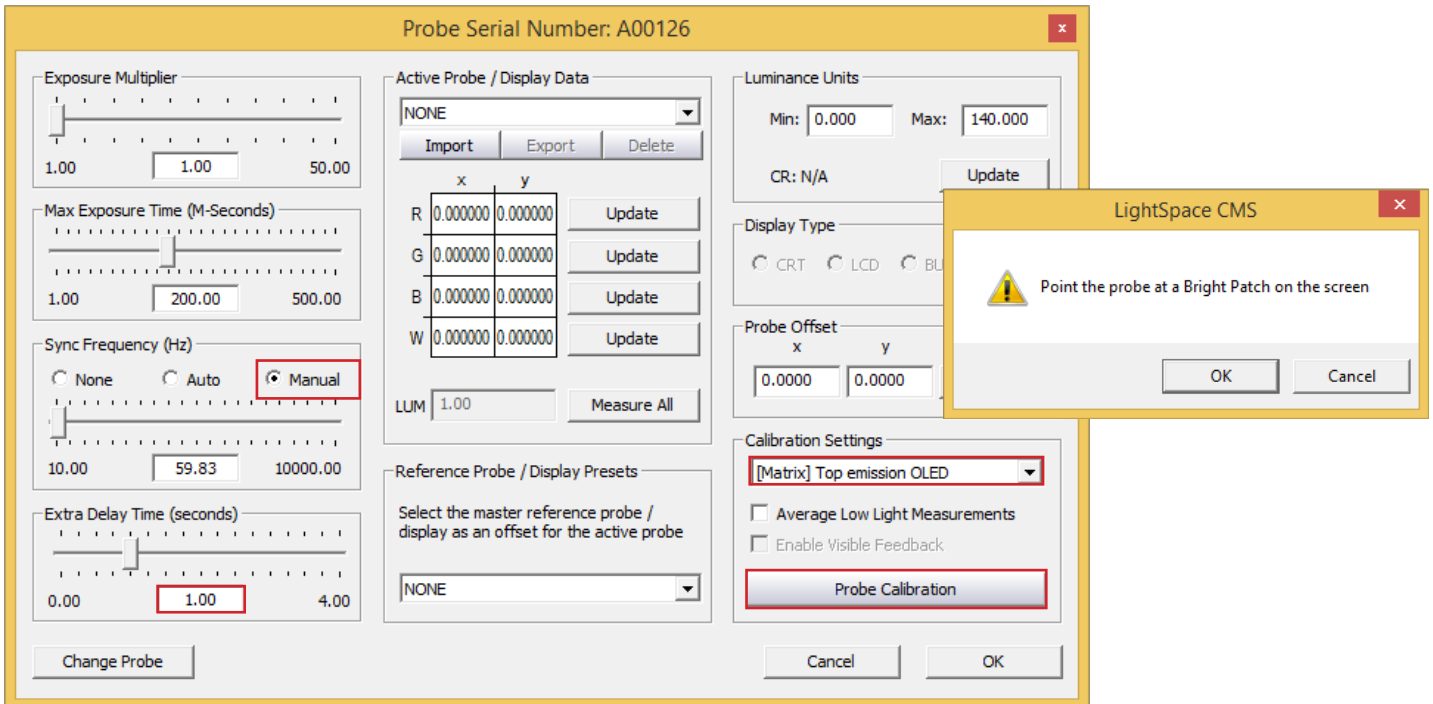 Probe Serial Number: A00126
x
Exposure Multiplier
1.00 1.00 50.00
Max Exposure Time (M-Seconds)
1.00 200.00 500.00
Sync Frequency (Hz)
None Auto Manual
10.00 59.83 10000.00
Extra Delay Time (seconds)
0.00 1.00 4.00
Change Probe
Active Probe / Display Data
NONE
Import Export Delete
x y
R 0.000000 0.000000 Update
G 0.000000 0.000000 Update
B 0.000000 0.000000 Update
W 0.000000 0.000000 Update
LUM 1.00 Measure All
Reference Probe / Display Presets
Select the master reference probe /
display as an offset for the active probe
NONE
Luminance Units
Min: 0.000 Max: 140.000
CR: N/A Update
Display Type
CRT LCD BL
Probe Offset
x y
0.0000 0.0000
Calibration Settings
[Matrix] Top emission OLED
Average Low Light Measurements
Enable Visible Feedback
Probe Calibration
Cancel OK
LightSpace CMS
Point the probe at a Bright Patch on the screen
OK Cancel